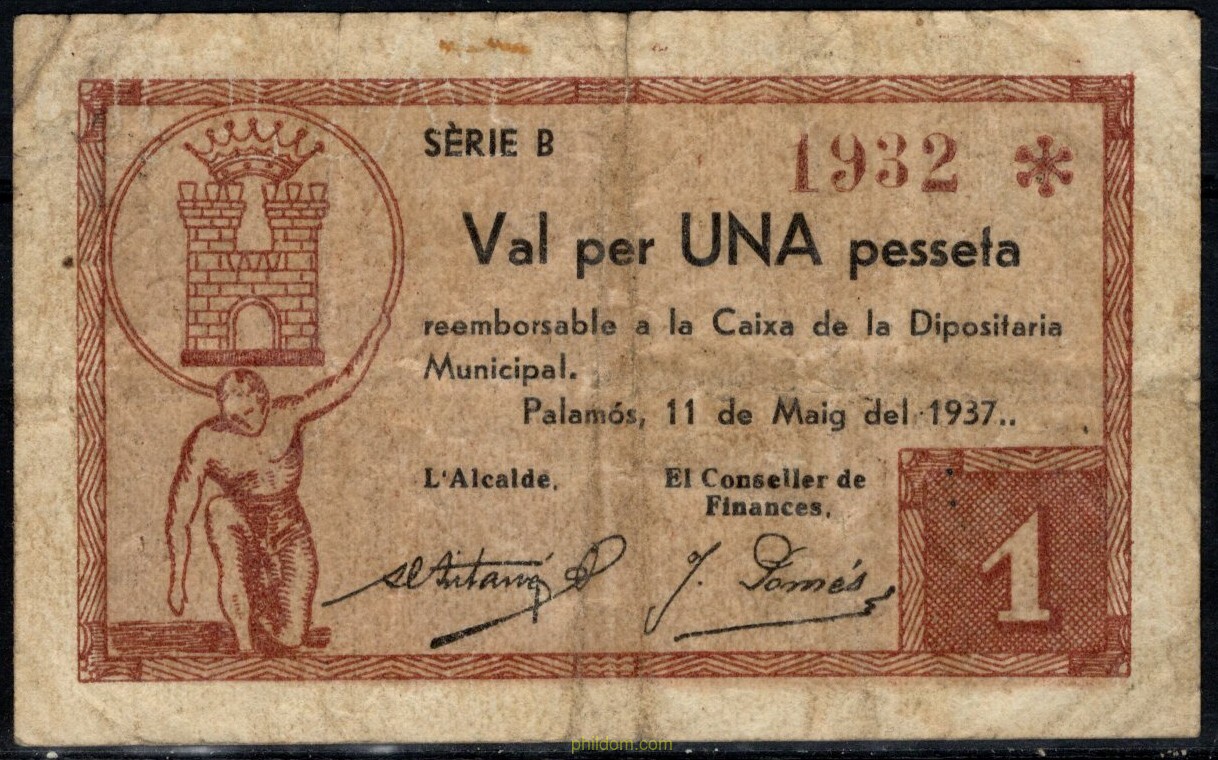 SÈRIE B
1932 *
Val per UNA pesseta
reemborsable a la Caixa de la Dipositaria
Municipal.
Palamós, 11 de Maig del 1937..
L'Alcalde,
El Conseller de
Finances,
J. Tomés
1
phildom.com